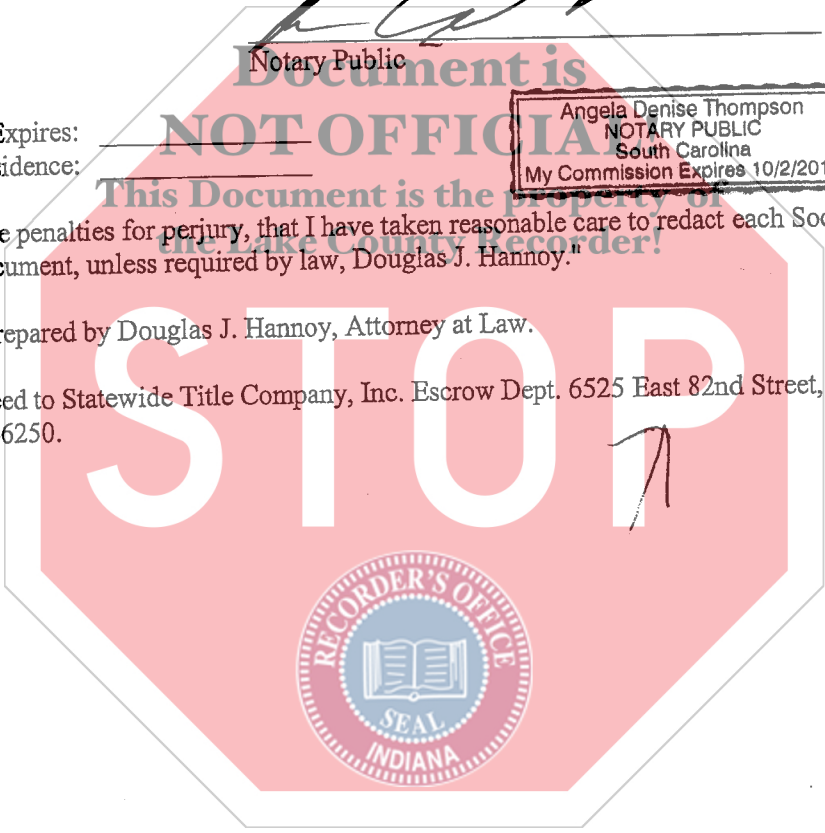 Notary Public
Document is
Expires:
NOT OFFICIAL!
Angela Denise Thompson
NOTARY PUBLIC
South Carolina
My Commission Expires 10/2/201
idence:
This Document is the property of
the Lake County Recorder!
e penalties for perjury, that I have taken reasonable care to redact each Soc
cument, unless required by law, Douglas J. Hannoy."
repared by Douglas J. Hannoy, Attorney at Law.
STOP
ed to Statewide Title Company, Inc. Escrow Dept. 6525 East 82nd Street,
6250.
RECORDER'S OFFICE
SEAL
INDIANA